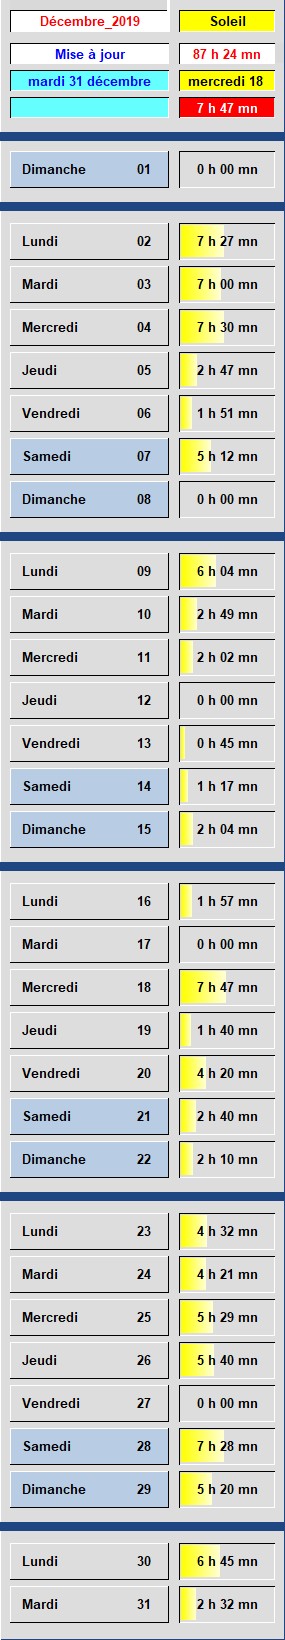 Décembre_2019 Soleil
Mise à jour 87 h 24 mn
mardi 31 décembre mercredi 18
7 h 47 mn
Dimanche 01 0 h 00 mn
Lundi 02 7 h 27 mn
Mardi 03 7 h 00 mn
Mercredi 04 7 h 30 mn
Jeudi 05 2 h 47 mn
Vendredi 06 1 h 51 mn
Samedi 07 5 h 12 mn
Dimanche 08 0 h 00 mn
Lundi 09 6 h 04 mn
Mardi 10 2 h 49 mn
Mercredi 11 2 h 02 mn
Jeudi 12 0 h 00 mn
Vendredi 13 0 h 45 mn
Samedi 14 1 h 17 mn
Dimanche 15 2 h 04 mn
Lundi 16 1 h 57 mn
Mardi 17 0 h 00 mn
Mercredi 18 7 h 47 mn
Jeudi 19 1 h 40 mn
Vendredi 20 4 h 20 mn
Samedi 21 2 h 40 mn
Dimanche 22 2 h 10 mn
Lundi 23 4 h 32 mn
Mardi 24 4 h 21 mn
Mercredi 25 5 h 29 mn
Jeudi 26 5 h 40 mn
Vendredi 27 0 h 00 mn
Samedi 28 7 h 28 mn
Dimanche 29 5 h 20 mn
Lundi 30 6 h 45 mn
Mardi 31 2 h 32 mn